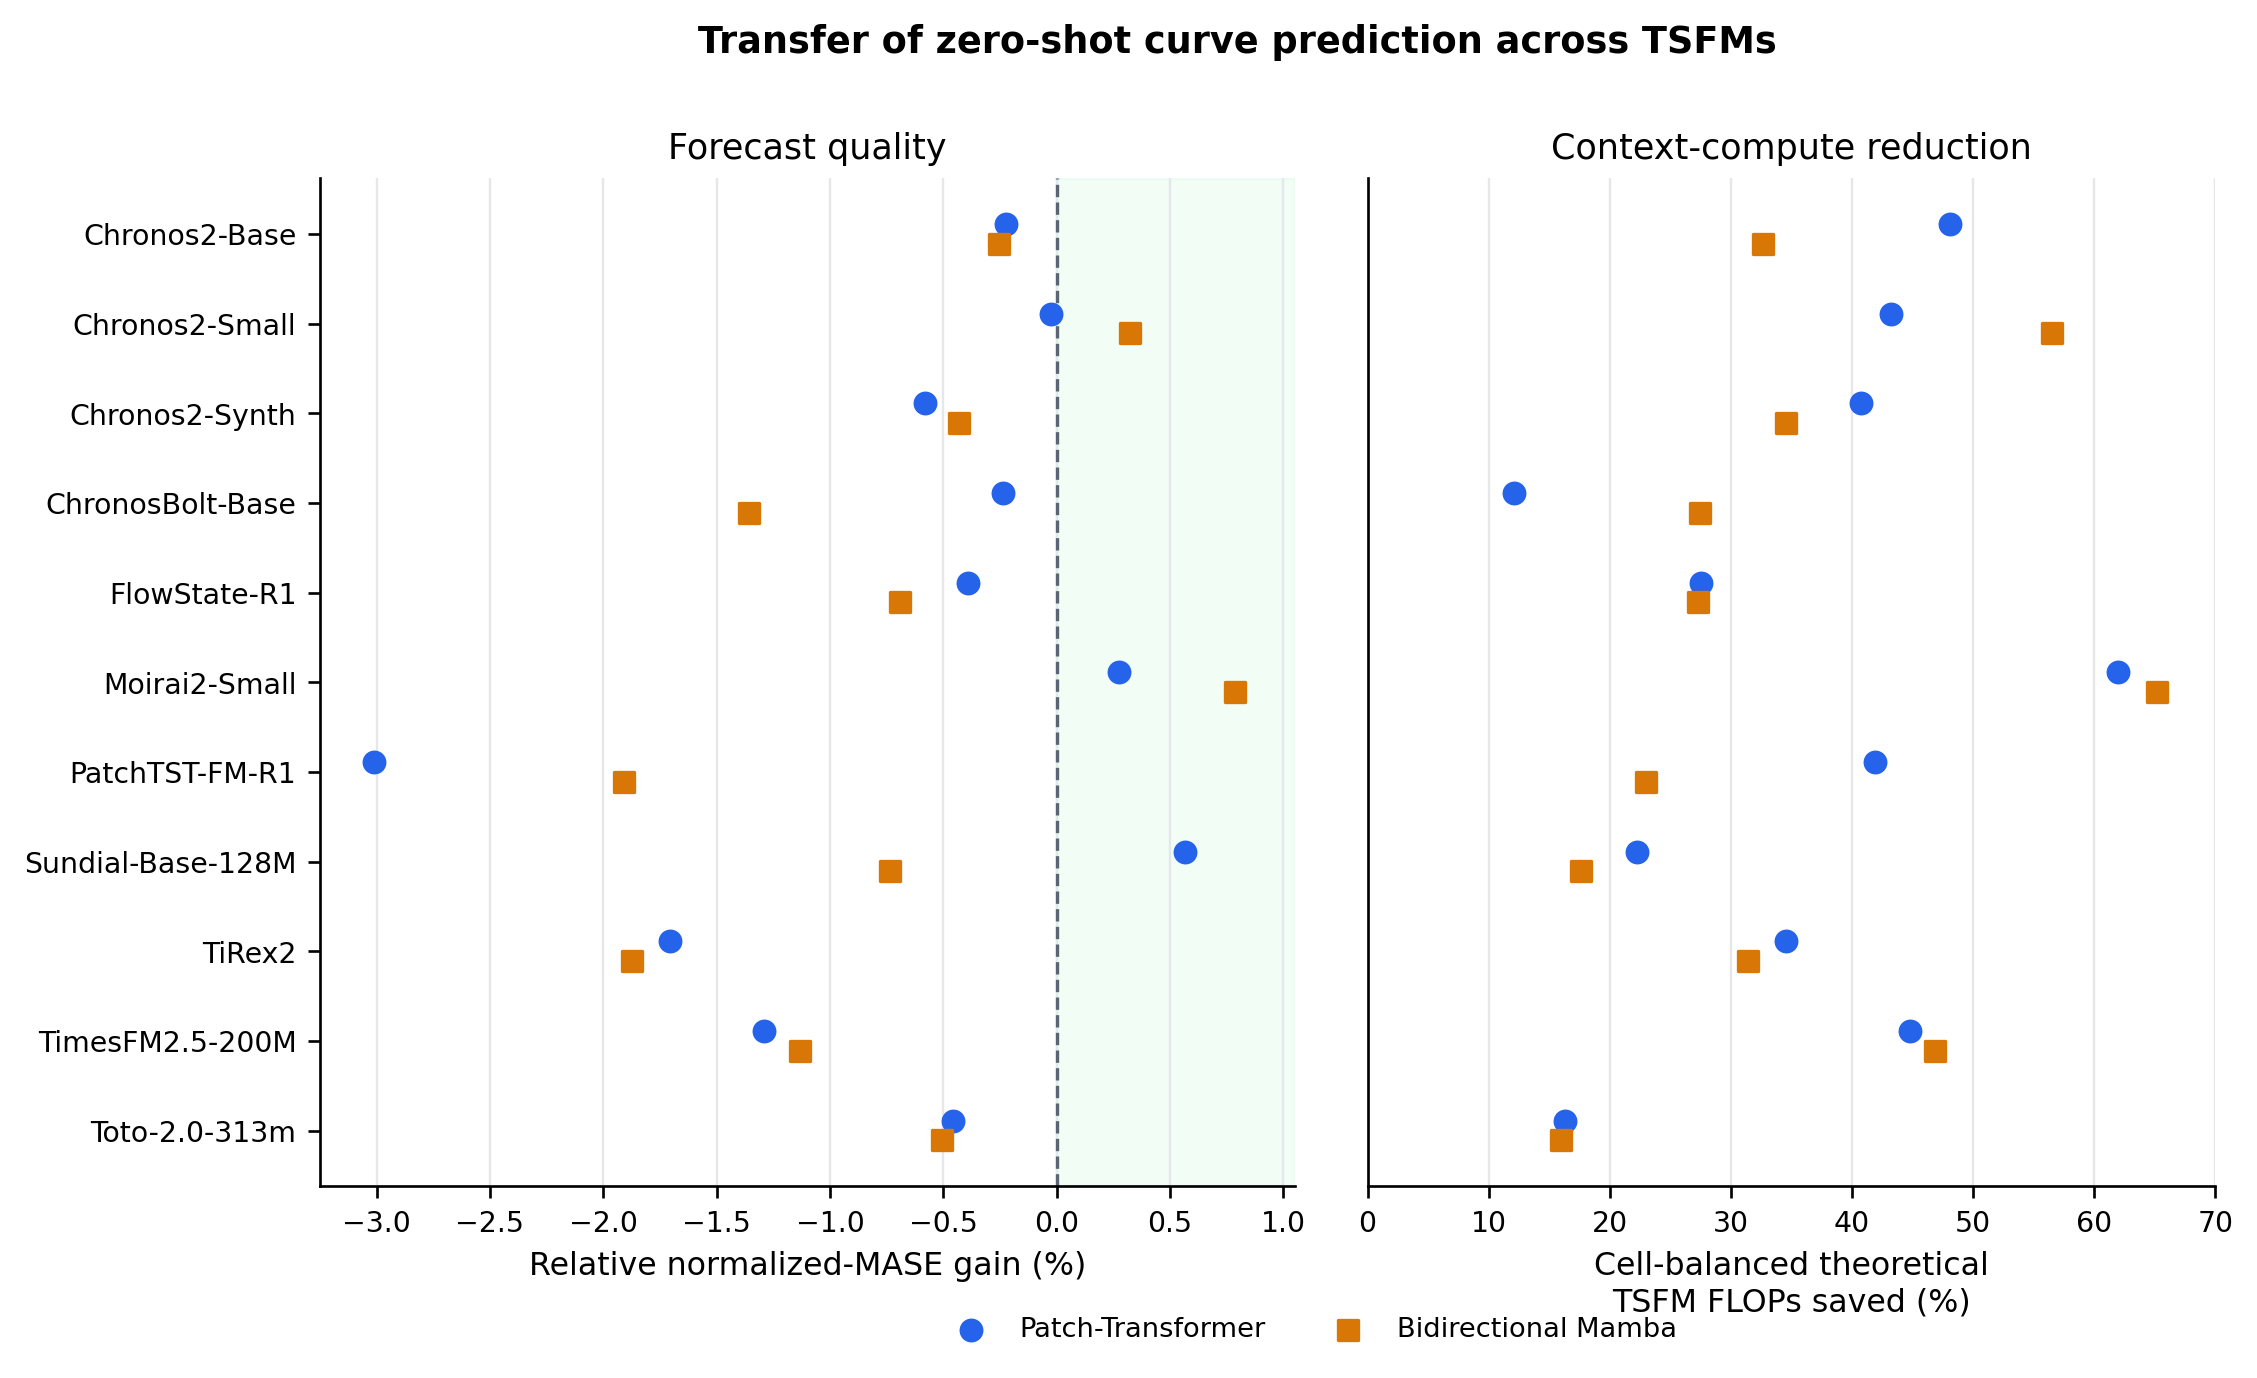 Transfer of zero-shot curve prediction across TSFMs
Forecast quality
Context-compute reduction
Chronos2-Base
Chronos2-Small
Chronos2-Synth
ChronosBolt-Base
FlowState-R1
Moirai2-Small
PatchTST-FM-R1
Sundial-Base-128M
TiRex2
TimesFM2.5-200M
Toto-2.0-313m
−3.0 −2.5 −2.0 −1.5 −1.0 −0.5 0.0 0.5 1.0
0 10 20 30 40 50 60 70
Relative normalized-MASE gain (%)
Cell-balanced theoretical
TSFM FLOPs saved (%)
Patch-Transformer Bidirectional Mamba